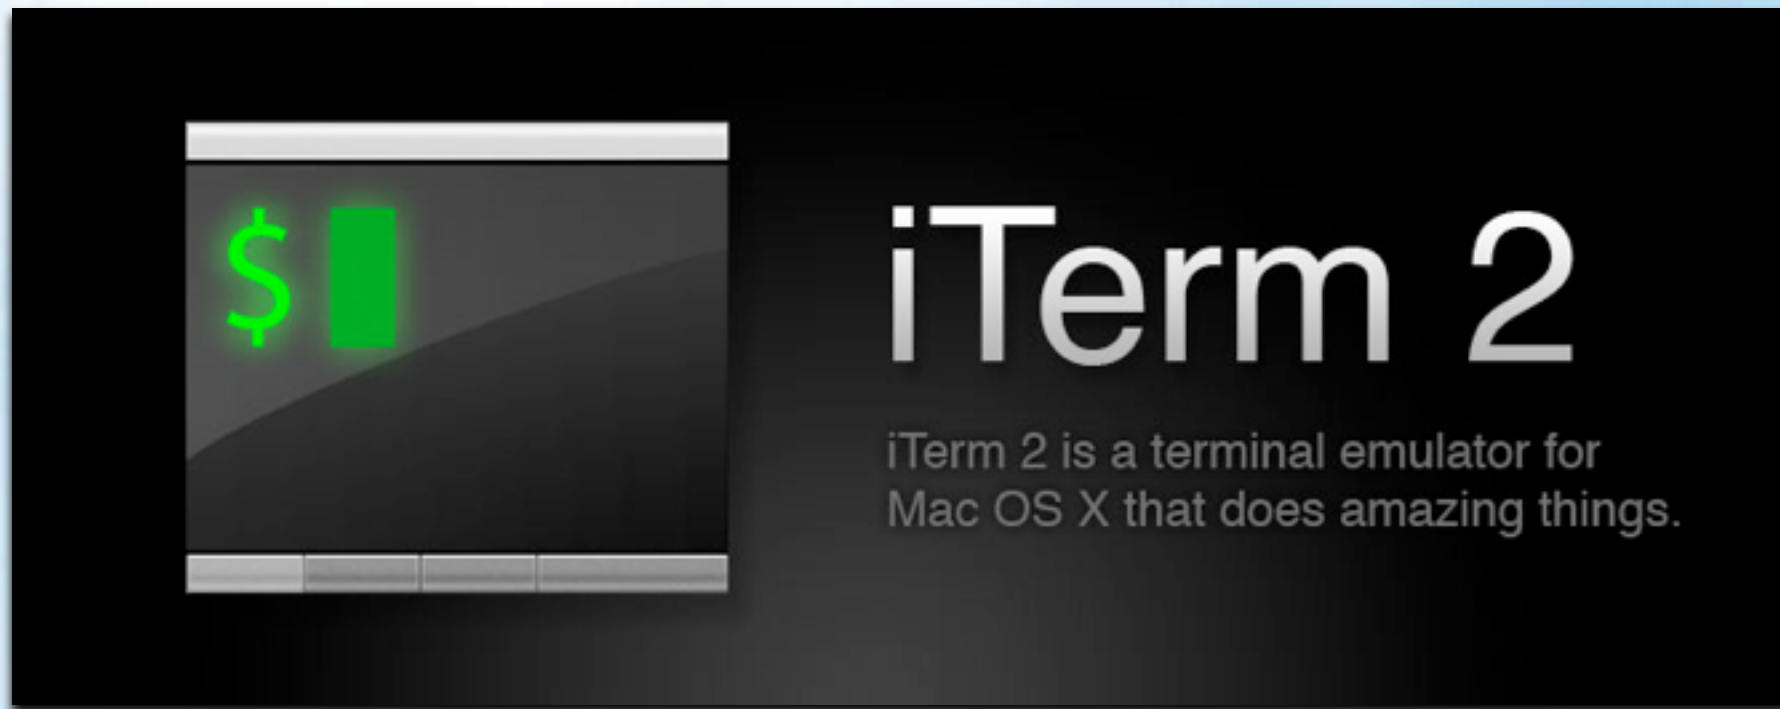 $
iTerm 2
iTerm 2 is a terminal emulator for
Mac OS X that does amazing things.